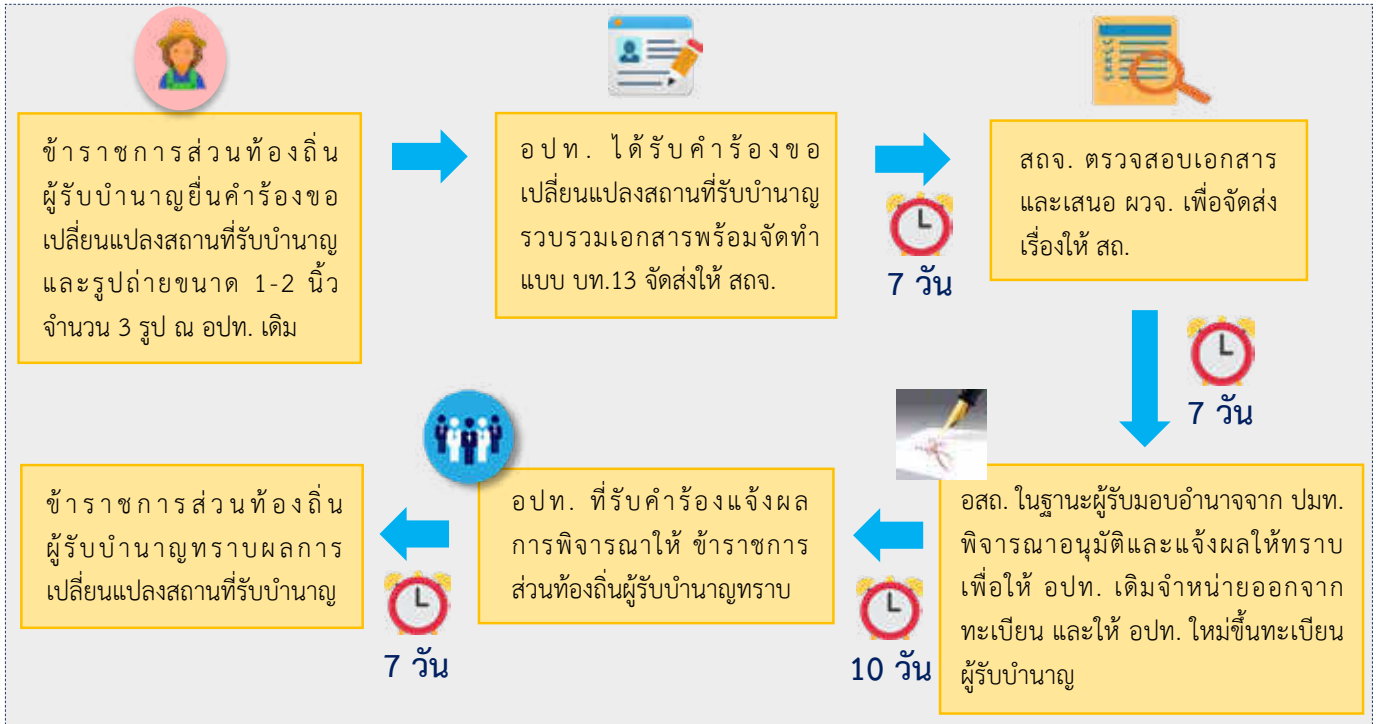 ข้าราชการส่วนท้องถิ่น
ผู้รับบำนาญยื่นคำร้องขอ
เปลี่ยนแปลงสถานที่รับบำนาญ
และรูปถ่ายขนาด 1-2 นิ้ว
จำนวน 3 รูป ณ อปท. เดิม
อปท. ได้รับคำร้องขอ
เปลี่ยนแปลงสถานที่รับบำนาญ
รวบรวมเอกสารพร้อมจัดทำ
แบบ บท.13 จัดส่งให้ สถจ.
7 วัน
สถจ. ตรวจสอบเอกสาร
และเสนอ ผวจ. เพื่อจัดส่ง
เรื่องให้ สถ.
7 วัน
อสถ. ในฐานะผู้รับมอบอำนาจจาก ปมท.
พิจารณาอนุมัติและแจ้งผลให้ทราบ
เพื่อให้ อปท. เดิมจำหน่ายออกจาก
ทะเบียน และให้ อปท. ใหม่ขึ้นทะเบียน
ผู้รับบำนาญ
10 วัน
อปท. ที่รับคำร้องแจ้งผล
การพิจารณาให้ ข้าราชการ
ส่วนท้องถิ่นผู้รับบำนาญทราบ
7 วัน
ข้าราชการส่วนท้องถิ่น
ผู้รับบำนาญทราบผลการ
เปลี่ยนแปลงสถานที่รับบำนาญ